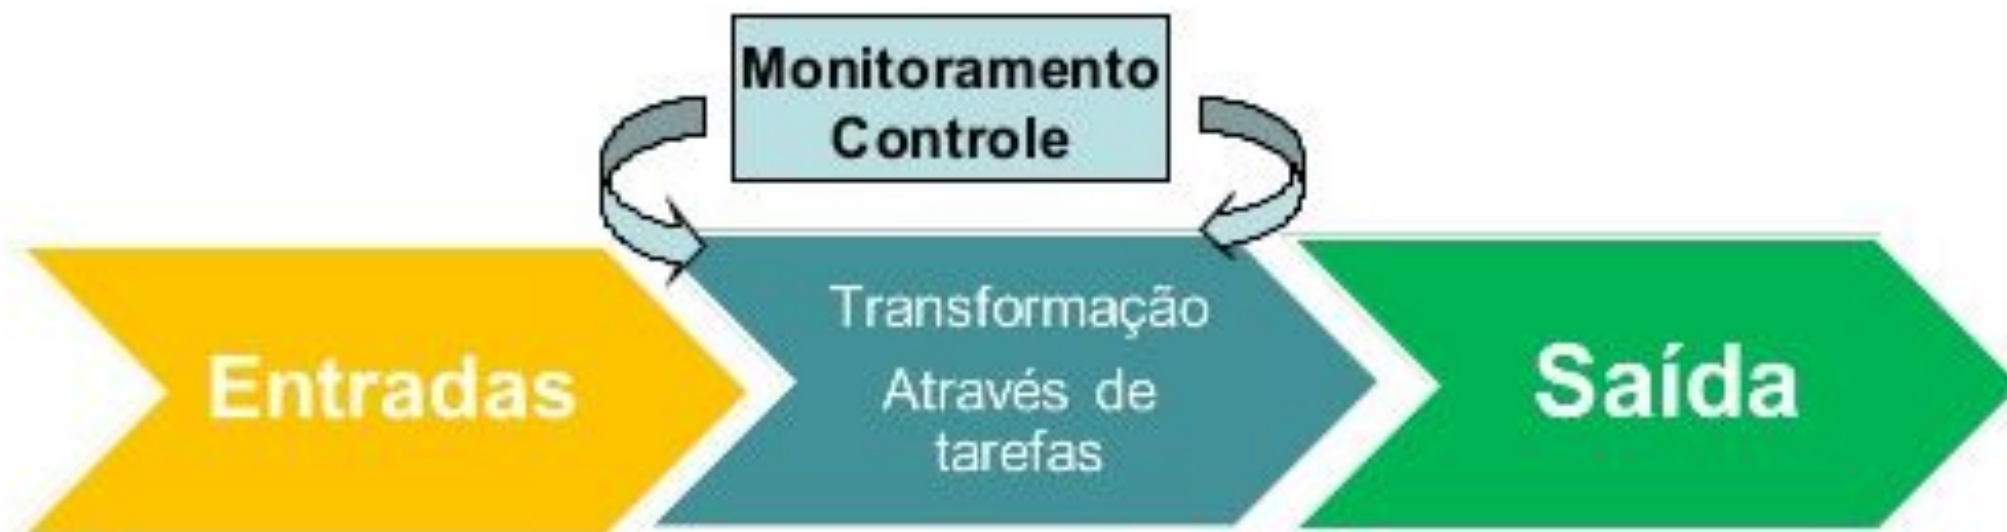 Monitoramento
Controle
Entradas
Transformação
Através de
tarefas
Saída